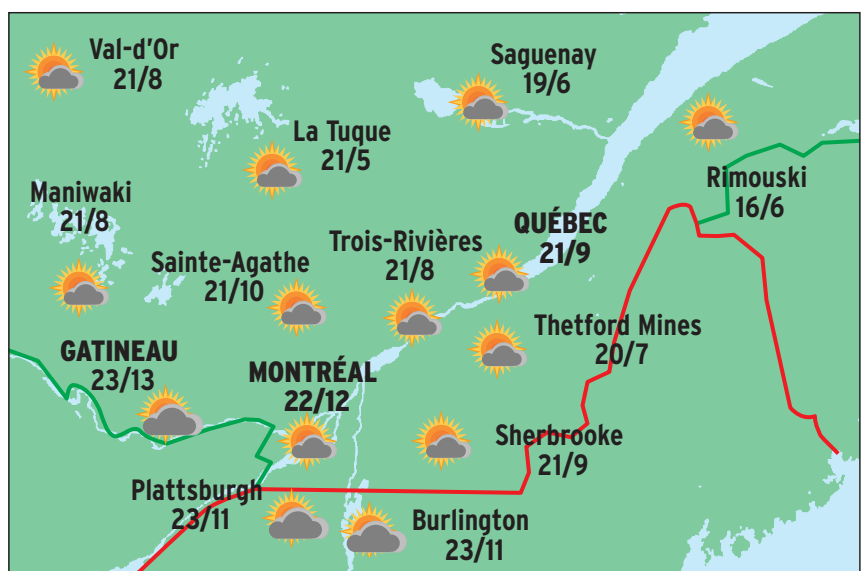 Val-d'Or
21/8
Saguenay
19/6
La Tuque
21/5
Rimouski
16/6
Maniwaki
21/8
QUÉBEC
21/9
Trois-Rivières
21/8
Sainte-Agathe
21/10
Thetford Mines
20/7
GATINEAU
23/13
MONTRÉAL
22/12
Sherbrooke
21/9
Plattsburgh
23/11
Burlington
23/11